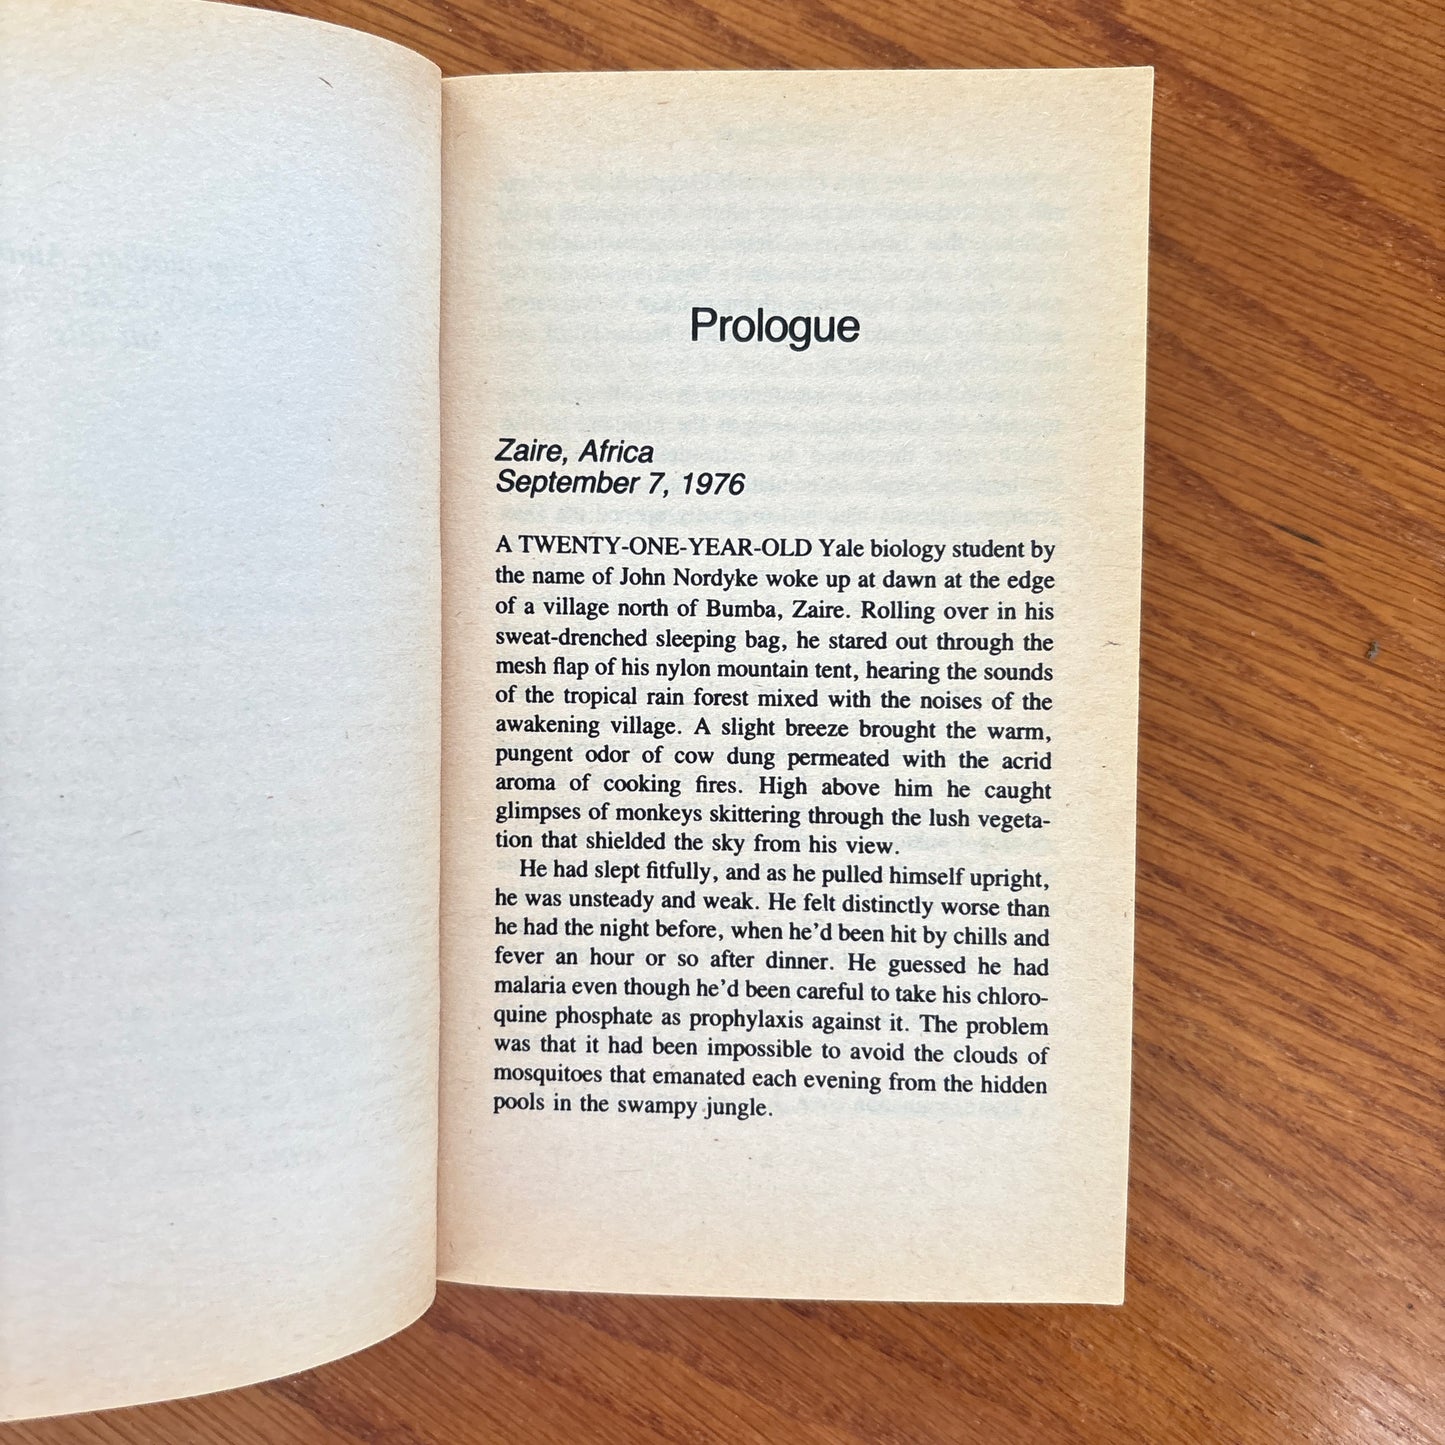 Prologue
Zaire, Africa
September 7, 1976
A TWENTY-ONE-YEAR-OLD Yale biology student by
the name of John Nordyke woke up at dawn at the edge
of a village north of Bumba, Zaire. Rolling over in his
sweat-drenched sleeping bag, he stared out through the
mesh flap of his nylon mountain tent, hearing the sounds
of the tropical rain forest mixed with the noises of the
awakening village. A slight breeze brought the warm,
pungent odor of cow dung permeated with the acrid
aroma of cooking fires. High above him he caught
glimpses of monkeys skittering through the lush vegeta-
tion that shielded the sky from his view.
He had slept fitfully, and as he pulled himself upright,
he was unsteady and weak. He felt distinctly worse than
he had the night before, when he'd been hit by chills and
fever an hour or so after dinner. He guessed he had
malaria even though he'd been careful to take his chloro-
quine phosphate as prophylaxis against it. The problem
was that it had been impossible to avoid the clouds of
mosquitoes that emanated each evening from the hidden
pools in the swampy jungle.